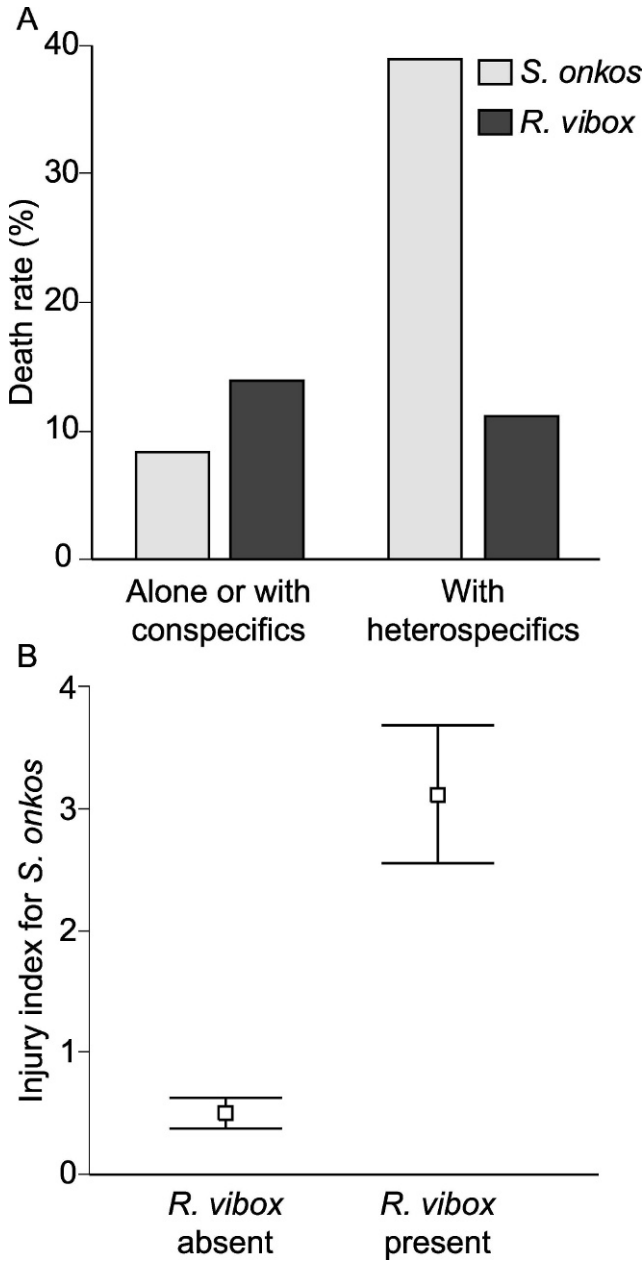 A
40
30
20
10
0
Death rate (%)
S. onkos
R. vibox
Alone or with
conspecifics
With
heterospecifics
B
4
3
2
1
0
Injury index for S. onkos
R. vibox
absent
R. vibox
present